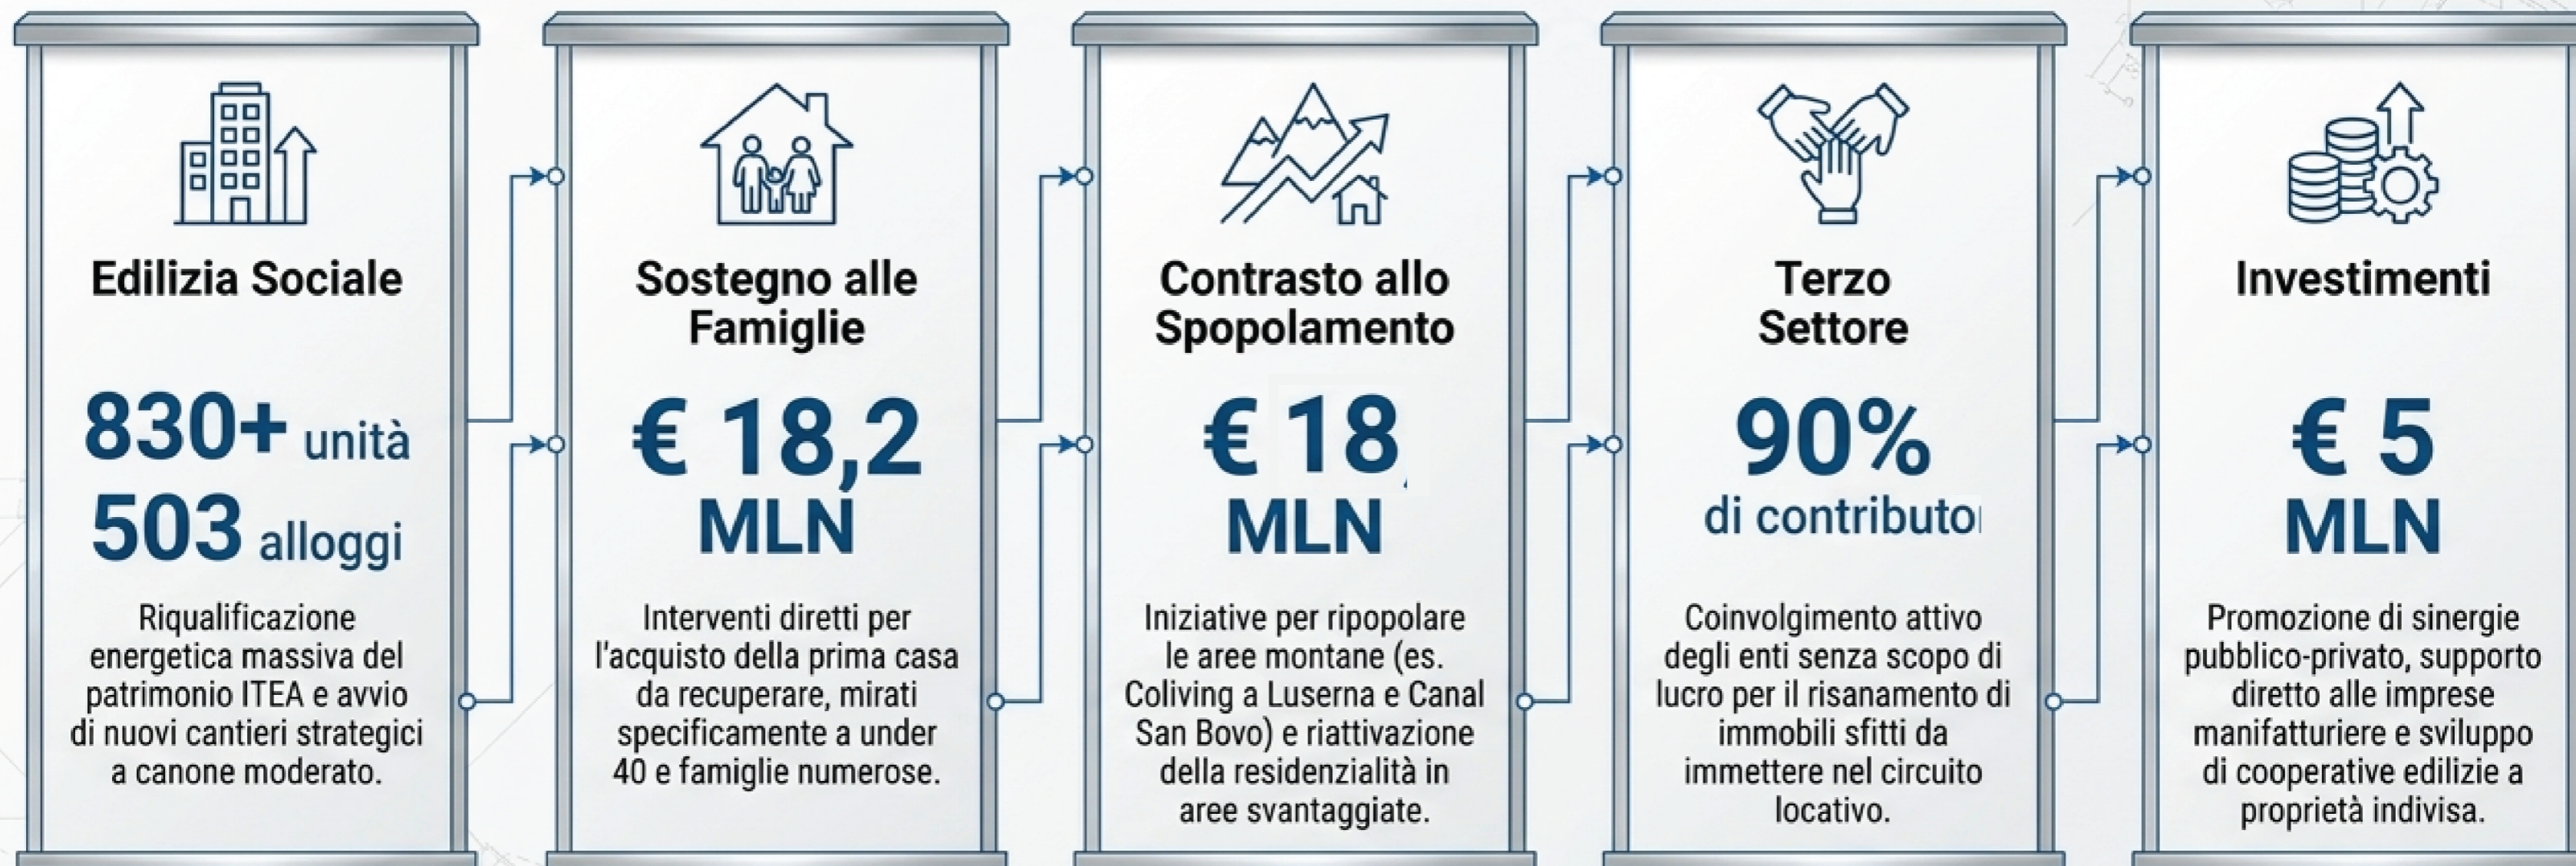 Edilizia Sociale
830+ unità
503 alloggi
Riqualificazione
energetica massiva del
patrimonio ITEA e avvio
di nuovi cantieri strategici
a canone moderato.
Sostegno alle
Famiglie
€ 18,2
MLN
Interventi diretti per
l'acquisto della prima casa
da recuperare, mirati
specificamente a under
40 e famiglie numerose.
Contrasto allo
Spopolamento
€ 18,
MLN
Iniziative per ripopolare
le aree montane (es.
Coliving a Luserna e Canal
San Bovo) e riattivazione
della residenzialità in
aree svantaggiate.
Terzo
Settore
90%
di contributo
Coinvolgimento attivo
degli enti senza scopo di
lucro per il risanamento di
immobili sfitti da
immettere nel circuito
locativo.
Investimenti
€ 5
MLN
Promozione di sinergie
pubblico-privato, supporto
diretto alle imprese
manifatturiere e sviluppo
di cooperative edilizie a
proprietà indivisa.